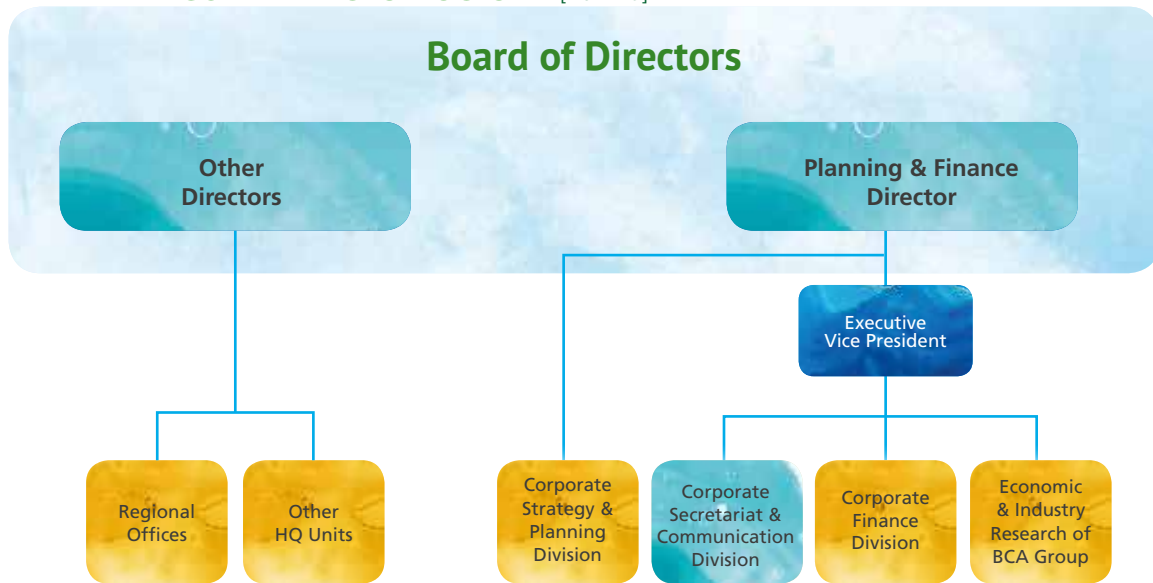 Board of Directors
Other
Directors
Planning & Finance
Director
Executive
Vice President
Regional
Offices
Other
HQ Units
Corporate
Strategy &
Planning
Division
Corporate
Secretariat &
Communication
Division
Corporate
Finance
Division
Economic
& Industry
Research of
BCA Group